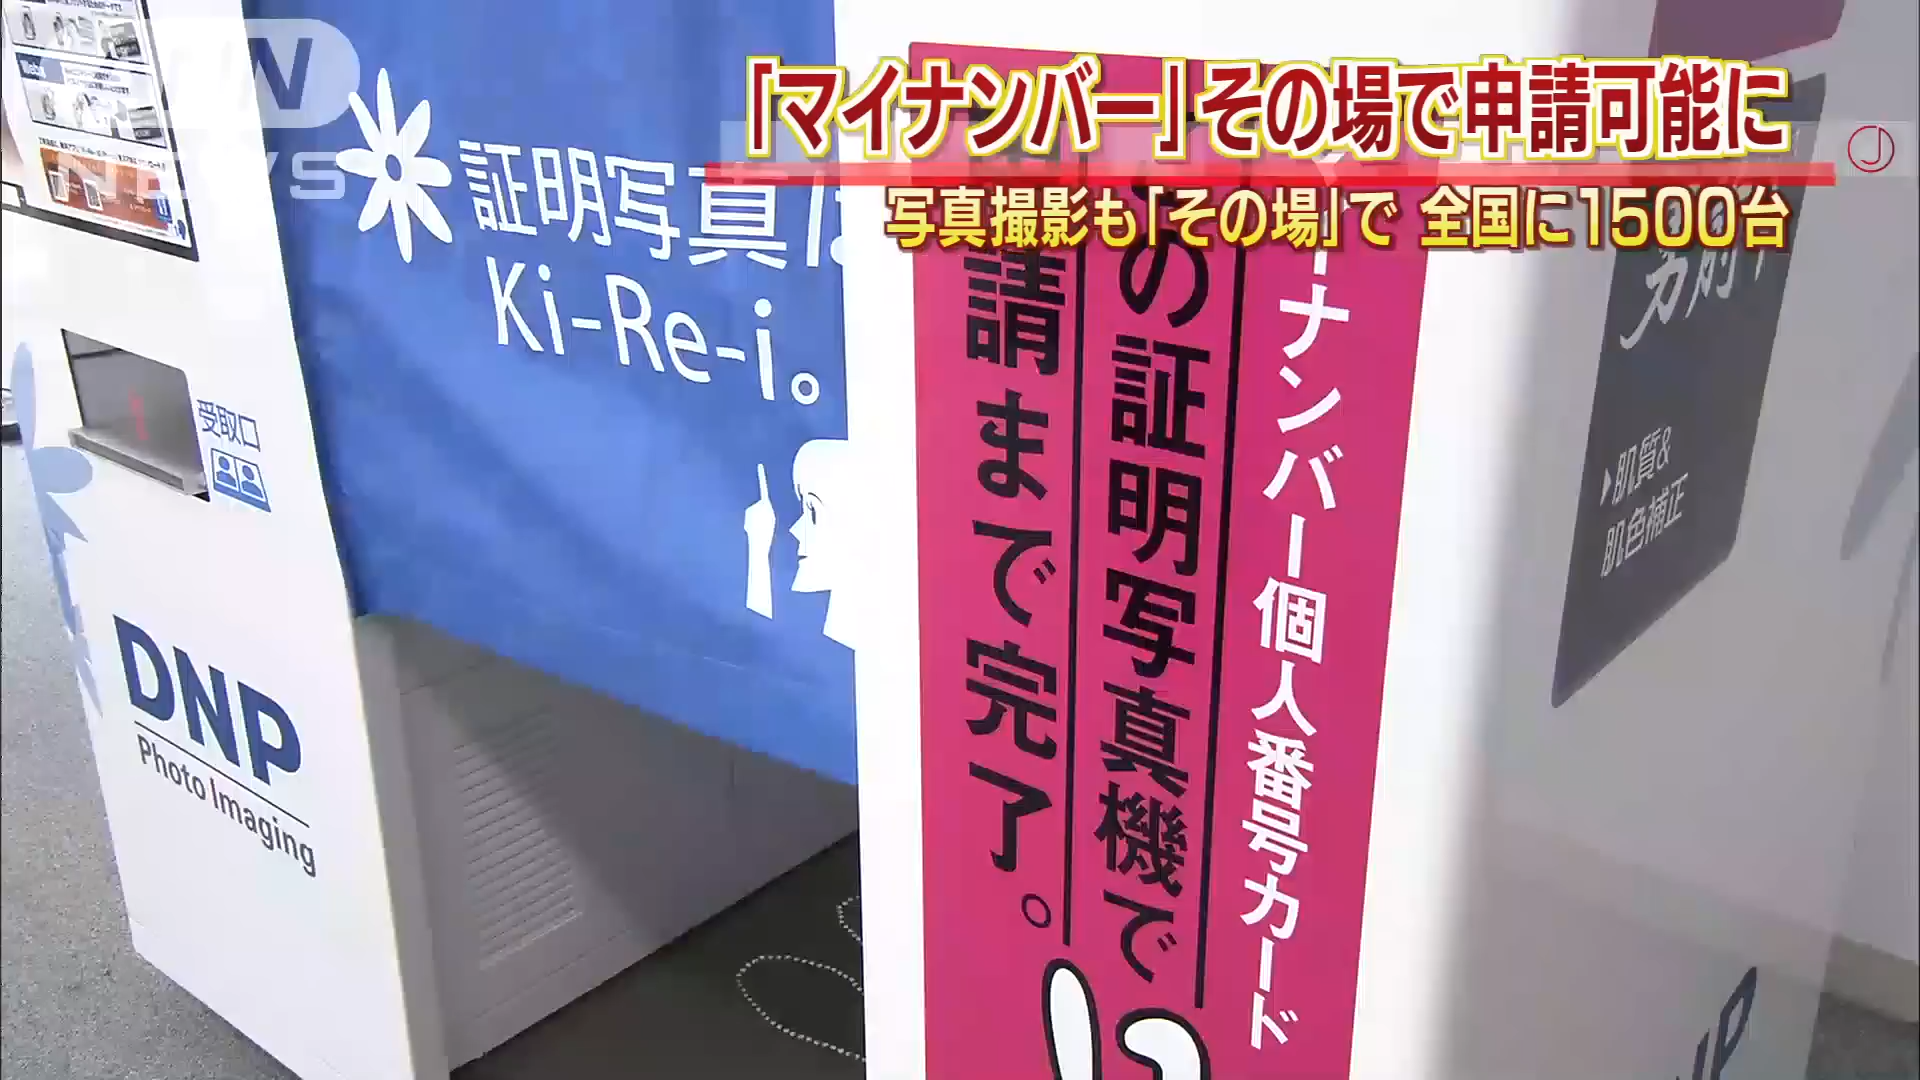 「マイナンバー」その場で申請可能に
写真撮影も「その場」で 全国に1500台
NEWS
証明写真は
Ki-Re-i。
受取口
DNP
Photo Imaging
ナンバー個人番号カード
の証明写真機で
請まで完了。
肌質&
肌色補正